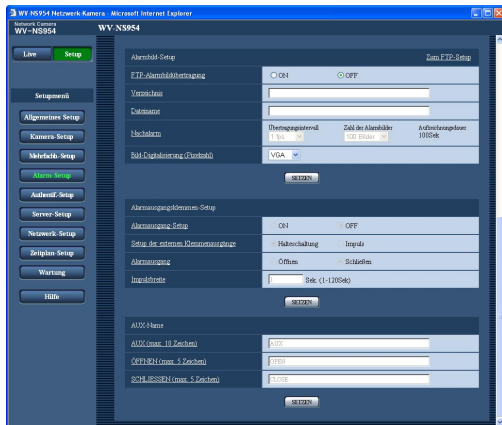 WV-NS954 Netzwerk-Kamera - Microsoft Internet Explorer
Network Camera
WV-NS954
WV-NS954
Live Setup
Setupmenü
Allgemeines Setup
Kamera-Setup
Mehrfachb.-Setup
Alarm-Setup
Authentif.-Setup
Server-Setup
Netzwerk-Setup
Zeitplan-Setup
Wartung
Hilfe
Alarmbild-Setup Zum FTP-Setup
FTP-Alarmbildübertragung ON OFF
Verzeichnis
Dateiname
Nachalarm Übertragungsintervall Zahl der Alarmbilder Aufzeichnungsdauer
1 fps 100 Bilder 100Sek
Bild-Digitalisierung (Pixelzahl) VGA
SETZEN
Alarmausgangsklemmen-Setup
Alarmausgang-Setup ON OFF
Setup der externen Klemmenausgänge Halteschaltung Impuls
Alarmausgang Öffnen Schließen
Impulsbreite 1 Sek. (1-120Sek)
SETZEN
AUX-Name
AUX (max. 10 Zeichen) AUX
ÖFFNEN (max. 5 Zeichen) OPEN
SCHLIESSEN (max. 5 Zeichen) CLOSE
SETZEN